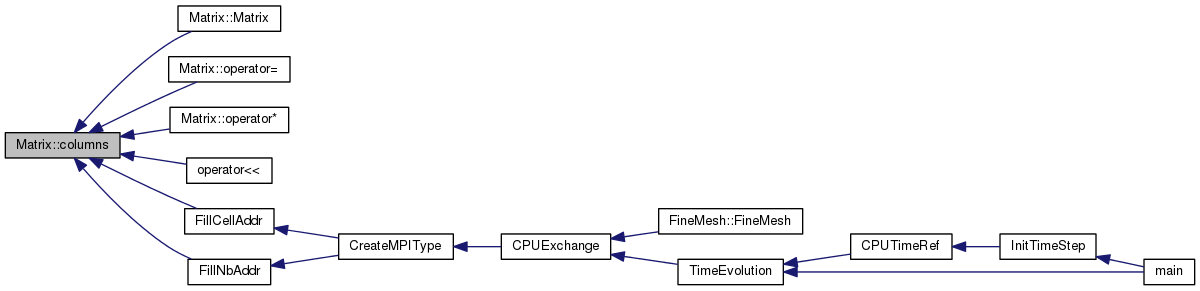 Matrix::Matrix
Matrix::operator=
Matrix::operator*
Matrix::columns
operator<<
FillCellAddr
FineMesh::FineMesh
CreateMPIType
CPUExchange
CPUTimeRef
InitTimeStep
FillNbAddr
TimeEvolution
main